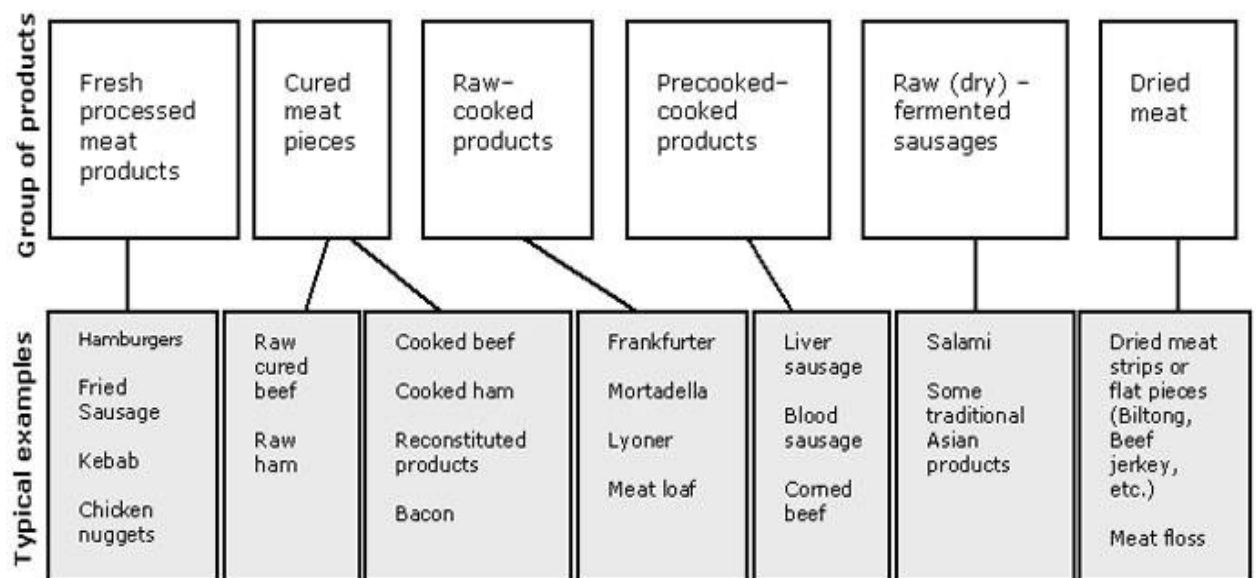 Group of products
Fresh
processed
meat
products
Cured
meat
pieces
Raw–
cooked
products
Precooked–
cooked
products
Raw (dry) –
fermented
sausages
Dried
meat
Typical examples
Hamburgers
Fried
Sausage
Kebab
Chicken
nuggets
Raw
cured
beef
Raw
ham
Cooked beef
Cooked ham
Reconstituted
products
Bacon
Frankfurter
Mortadella
Lyoner
Meat loaf
Liver
sausage
Blood
sausage
Corned
beef
Salami
Some
traditional
Asian
products
Dried meat
strips or
flat pieces
(Biltong,
Beef
jerkey,
etc.)
Meat floss